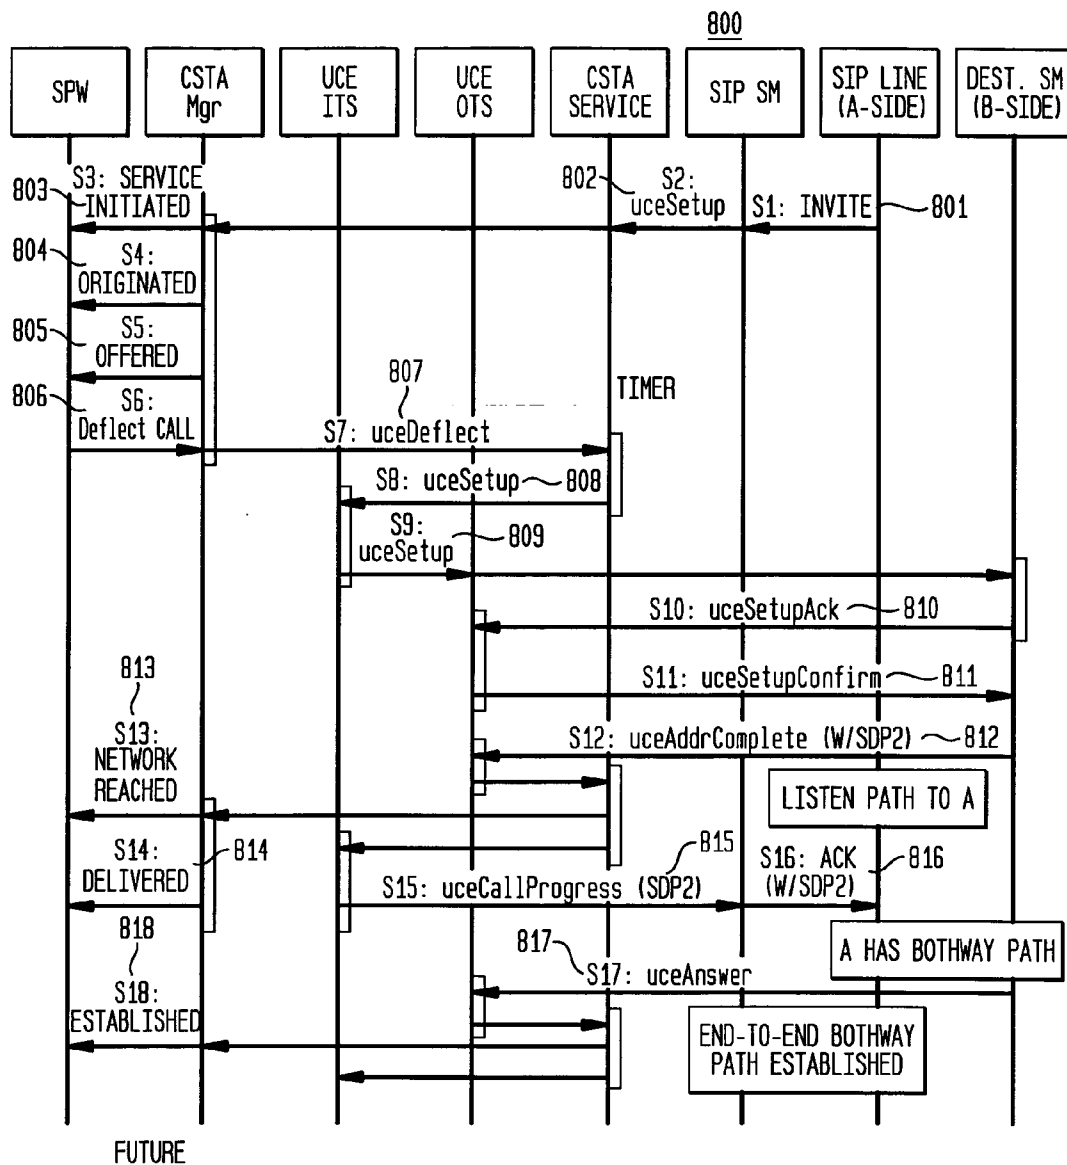 800
SPW
CSTA
Mgr
UCE
ITS
UCE
OTS
CSTA
SERVICE
SIP SM
SIP LINE
(A-SIDE)
DEST. SM
(B-SIDE)
803
S3: SERVICE
INITIATED
802
S2:
uceSetup
S1: INVITE
801
804
S4:
ORIGINATED
805
S5:
OFFERED
806
S6:
Deflect CALL
807
S7: uceDeflect
TIMER
S8: uceSetup
808
S9:
uceSetup
809
S10: uceSetupAck
810
S11: uceSetupConfirm
811
813
S13:
NETWORK
REACHED
S12: uceAddrComplete (W/SDP2)
812
LISTEN PATH TO A
S14:
DELIVERED
814
815
S15: uceCallProgress (SDP2)
S16: ACK
(W/SDP2)
816
A HAS BOTHWAY PATH
818
S18:
ESTABLISHED
817
S17: uceAnswer
END-TO-END BOTHWAY
PATH ESTABLISHED
FUTURE